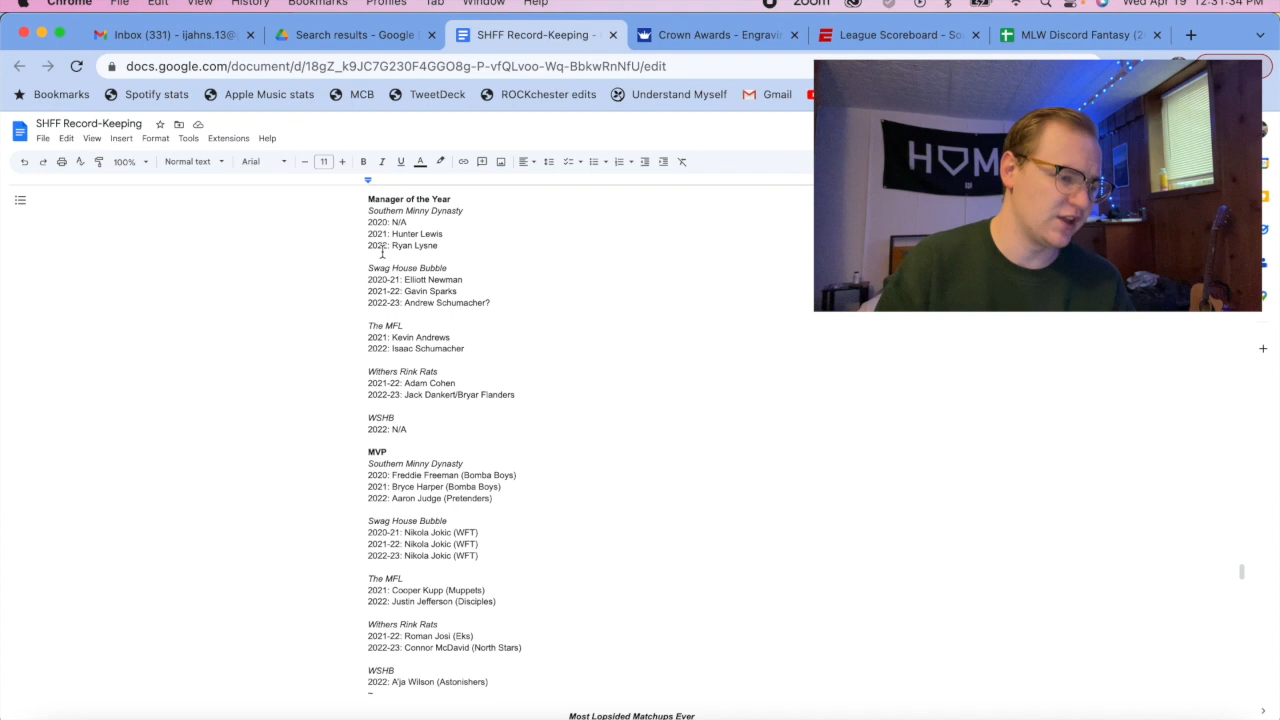 Chrome File Edit View History Bookmarks Profiles Tab Window Help zoom Wed Apr 19 12:31:34 PM
Inbox (331) - ijahns.13@
Search results - Google
SHFF Record-Keeping -
Crown Awards - Engravin
League Scoreboard - So
MLW Discord Fantasy (2
docs.google.com/document/d/18gZ_k9JC7G230F4GGO8g-P-vfQLvoo-Wq-BbkwRnNfU/edit
Bookmarks Spotify stats Apple Music stats MCB TweetDeck ROCKchester edits Understand Myself Gmail
SHFF Record-Keeping
File Edit View Insert Format Tools Extensions Help
100% Normal text Arial 11 B I U A
HOM
Manager of the Year
Southern Minny Dynasty
2020: N/A
2021: Hunter Lewis
2022: Ryan Lysne
Swag House Bubble
2020-21: Elliott Newman
2021-22: Gavin Sparks
2022-23: Andrew Schumacher?
The MFL
2021: Kevin Andrews
2022: Isaac Schumacher
Withers Rink Rats
2021-22: Adam Cohen
2022-23: Jack Dankert/Bryar Flanders
WSHB
2022: N/A
MVP
Southern Minny Dynasty
2020: Freddie Freeman (Bomba Boys)
2021: Bryce Harper (Bomba Boys)
2022: Aaron Judge (Pretenders)
Swag House Bubble
2020-21: Nikola Jokic (WFT)
2021-22: Nikola Jokic (WFT)
2022-23: Nikola Jokic (WFT)
The MFL
2021: Cooper Kupp (Muppets)
2022: Justin Jefferson (Disciples)
Withers Rink Rats
2021-22: Roman Josi (Eks)
2022-23: Connor McDavid (North Stars)
WSHB
2022: A'ja Wilson (Astonishers)
~
Most Lopsided Matchups Ever